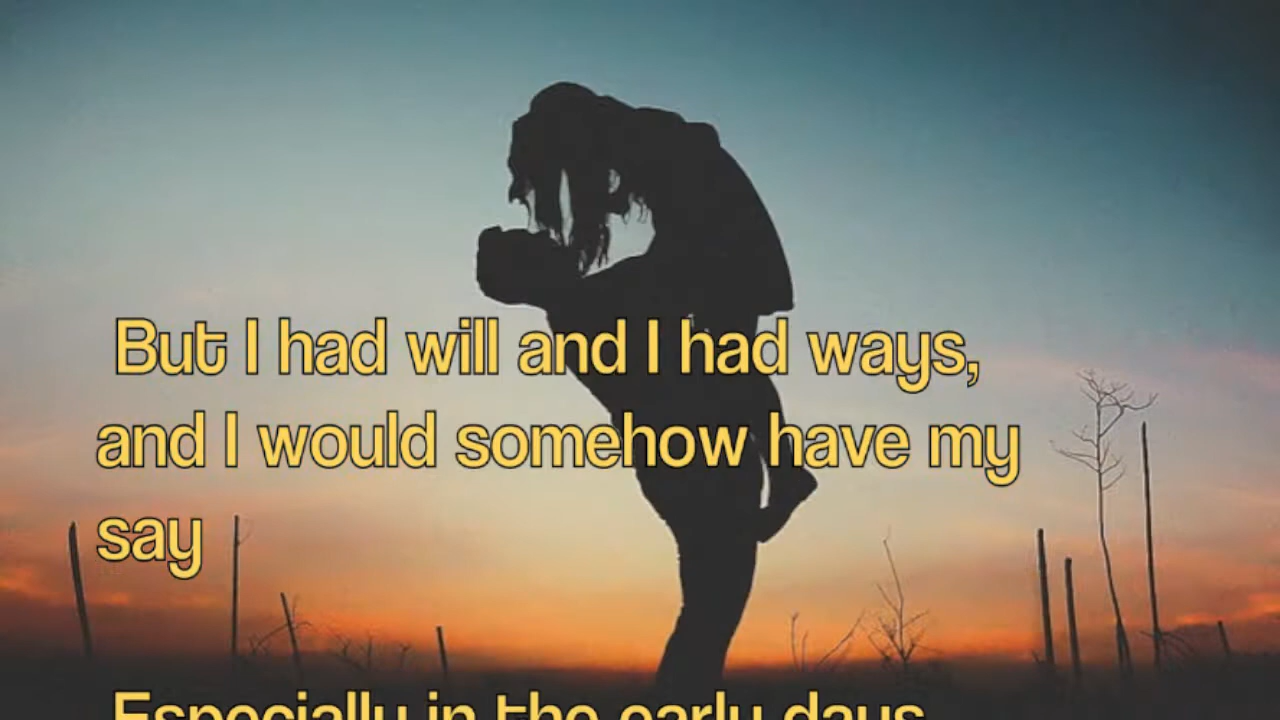 But I had will and I had ways,
and I would somehow have my
say
Especially in the early days